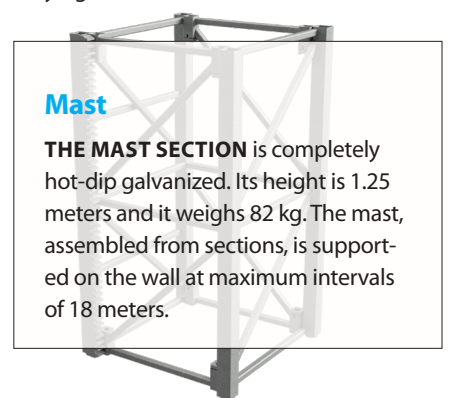 Mast
THE MAST SECTION is completely
hot-dip galvanized. Its height is 1.25
meters and it weighs 82 kg. The mast,
assembled from sections, is support-
ed on the wall at maximum intervals
of 18 meters.